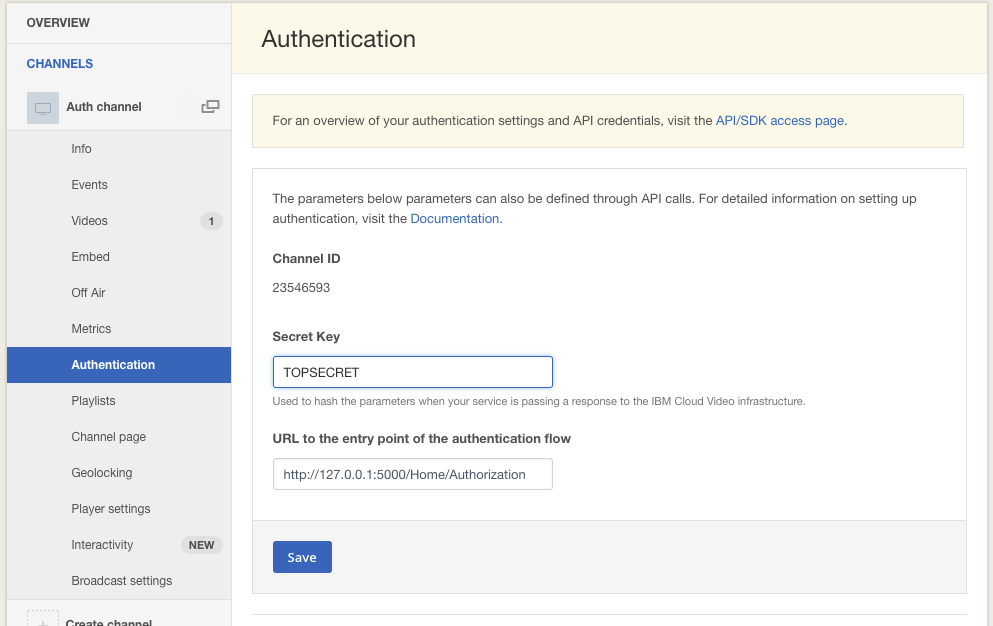 OVERVIEW
CHANNELS
Auth channel
Info
Events
Videos 1
Embed
Off Air
Metrics
Authentication
Playlists
Channel page
Geolocking
Player settings
Interactivity NEW
Broadcast settings
Create channel
Authentication
For an overview of your authentication settings and API credentials, visit the API/SDK access page.
The parameters below parameters can also be defined through API calls. For detailed information on setting up
authentication, visit the Documentation.
Channel ID
23546593
Secret Key
TOPSECRET
Used to hash the parameters when your service is passing a response to the IBM Cloud Video infrastructure.
URL to the entry point of the authentication flow
http://127.0.0.1:5000/Home/Authorization
Save